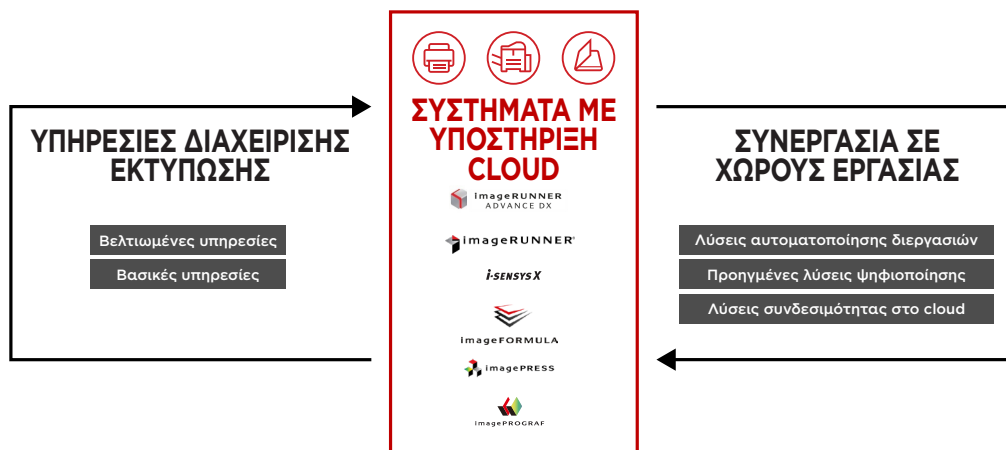 ΥΠΗΡΕΣΙΕΣ ΔΙΑΧΕΙΡΙΣΗΣ
ΕΚΤΥΠΩΣΗΣ
Βελτιωμένες υπηρεσίες
Βασικές υπηρεσίες
ΣΥΣΤΗΜΑΤΑ ΜΕ
ΥΠΟΣΤΗΡΙΞΗ
CLOUD
imageRUNNER
ADVANCE DX
imageRUNNER
i-SENSYS X
imageFORMULA
imagePRESS
imagePROGRAF
ΣΥΝΕΡΓΑΣΙΑ ΣΕ
ΧΩΡΟΥΣ ΕΡΓΑΣΙΑΣ
Λύσεις αυτοματοποίησης διεργασιών
Προηγμένες λύσεις ψηφιοποίησης
Λύσεις συνδεσιμότητας στο cloud